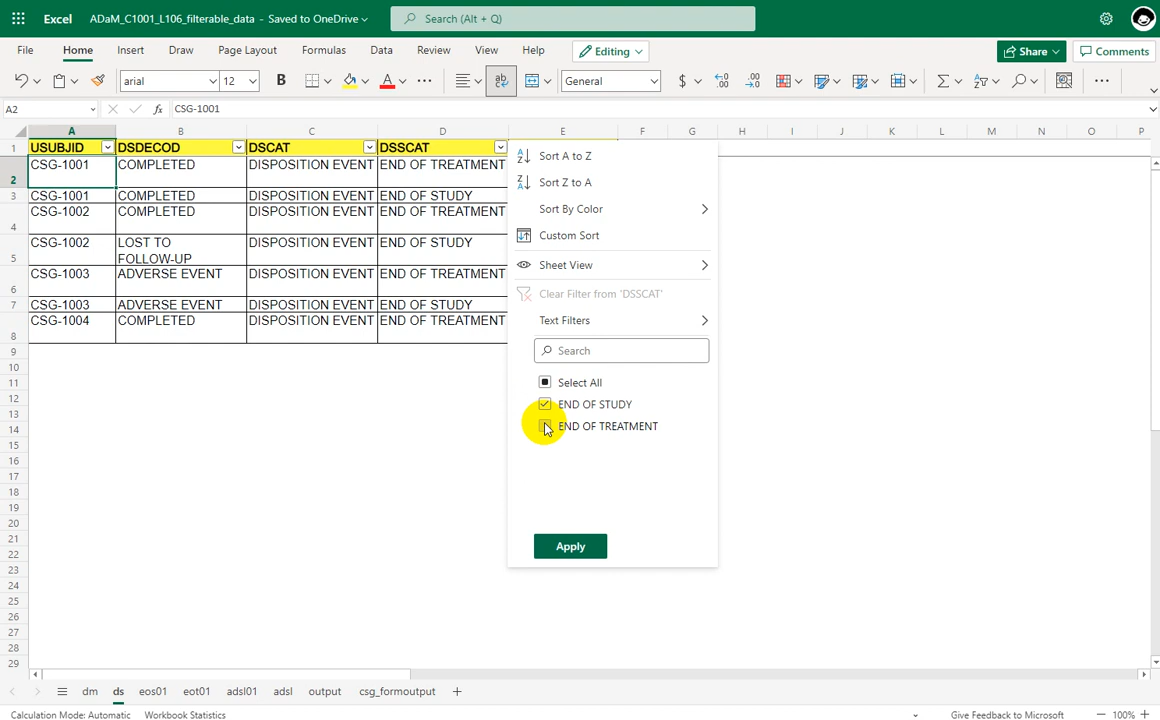 Excel ADaM_C1001_L106_filterable_data - Saved to OneDrive Search (Alt + Q)
File Home Insert Draw Page Layout Formulas Data Review View Help Editing Share Comments
arial 12 B A ab General $ .00
A2 fx CSG-1001
A B C D E F G H I J K L M N O P
1 USUBJID DSDECOD DSCAT DSSCAT
2 CSG-1001 COMPLETED DISPOSITION EVENT END OF TREATMENT
3 CSG-1001 COMPLETED DISPOSITION EVENT END OF STUDY
4 CSG-1002 COMPLETED DISPOSITION EVENT END OF TREATMENT
5 CSG-1002 LOST TO FOLLOW-UP DISPOSITION EVENT END OF STUDY
6 CSG-1003 ADVERSE EVENT DISPOSITION EVENT END OF TREATMENT
7 CSG-1003 ADVERSE EVENT DISPOSITION EVENT END OF STUDY
8 CSG-1004 COMPLETED DISPOSITION EVENT END OF TREATMENT
9
10
11
12
13
14
15
16
17
18
19
20
21
22
23
24
25
26
27
28
29
Sort A to Z
Sort Z to A
Sort By Color
Custom Sort
Sheet View
Clear Filter from 'DSSCAT'
Text Filters
Search
Select All
END OF STUDY
END OF TREATMENT
Apply
dm ds eos01 eot01 adsl01 adsl output csg_formoutput
Calculation Mode: Automatic Workbook Statistics Give Feedback to Microsoft 100%